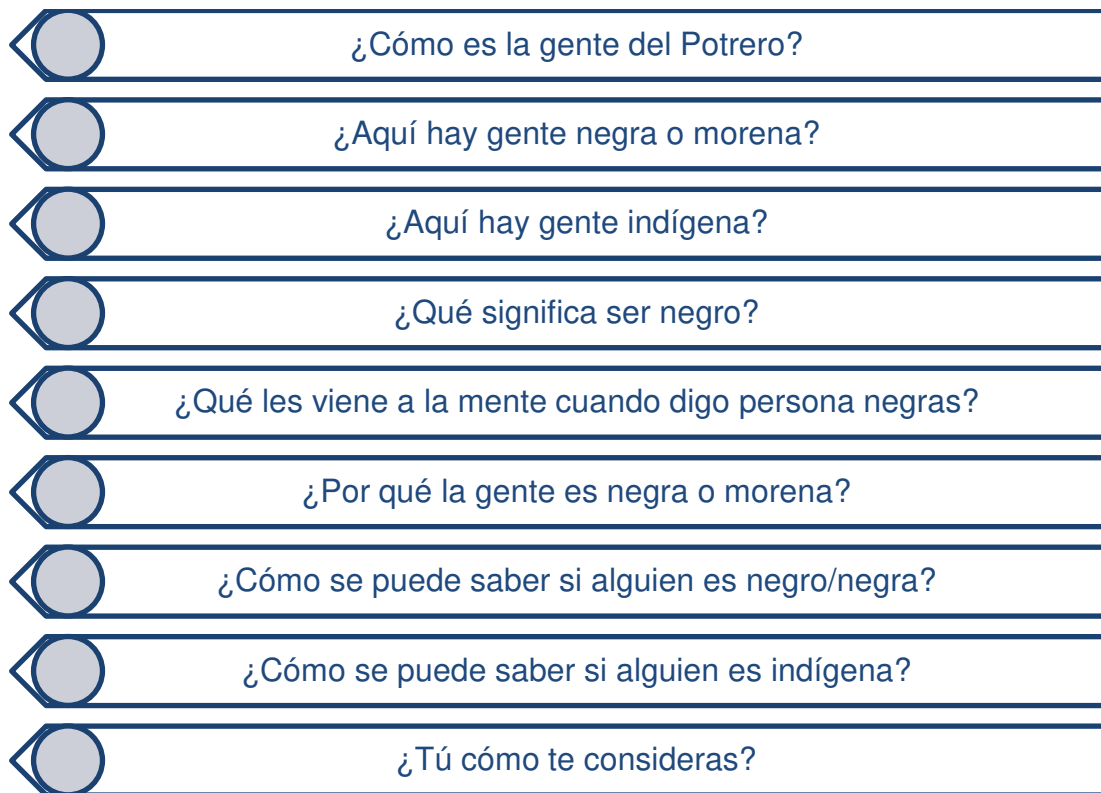 ¿Cómo es la gente del Potrero?
¿Aquí hay gente negra o morena?
¿Aquí hay gente indígena?
¿Qué significa ser negro?
¿Qué les viene a la mente cuando digo persona negras?
¿Por qué la gente es negra o morena?
¿Cómo se puede saber si alguien es negro/negra?
¿Cómo se puede saber si alguien es indígena?
¿Tú cómo te consideras?